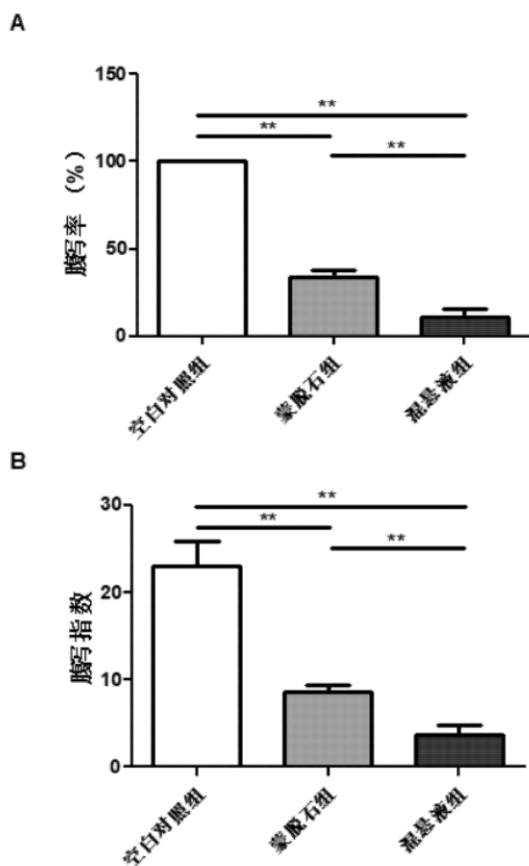 A
150
100
50
0
腹泻率 (%)
**
**
**
空白对照组
蒙脱石组
混悬液组
B
30
20
10
0
腹泻指数
**
**
**
空白对照组
蒙脱石组
混悬液组